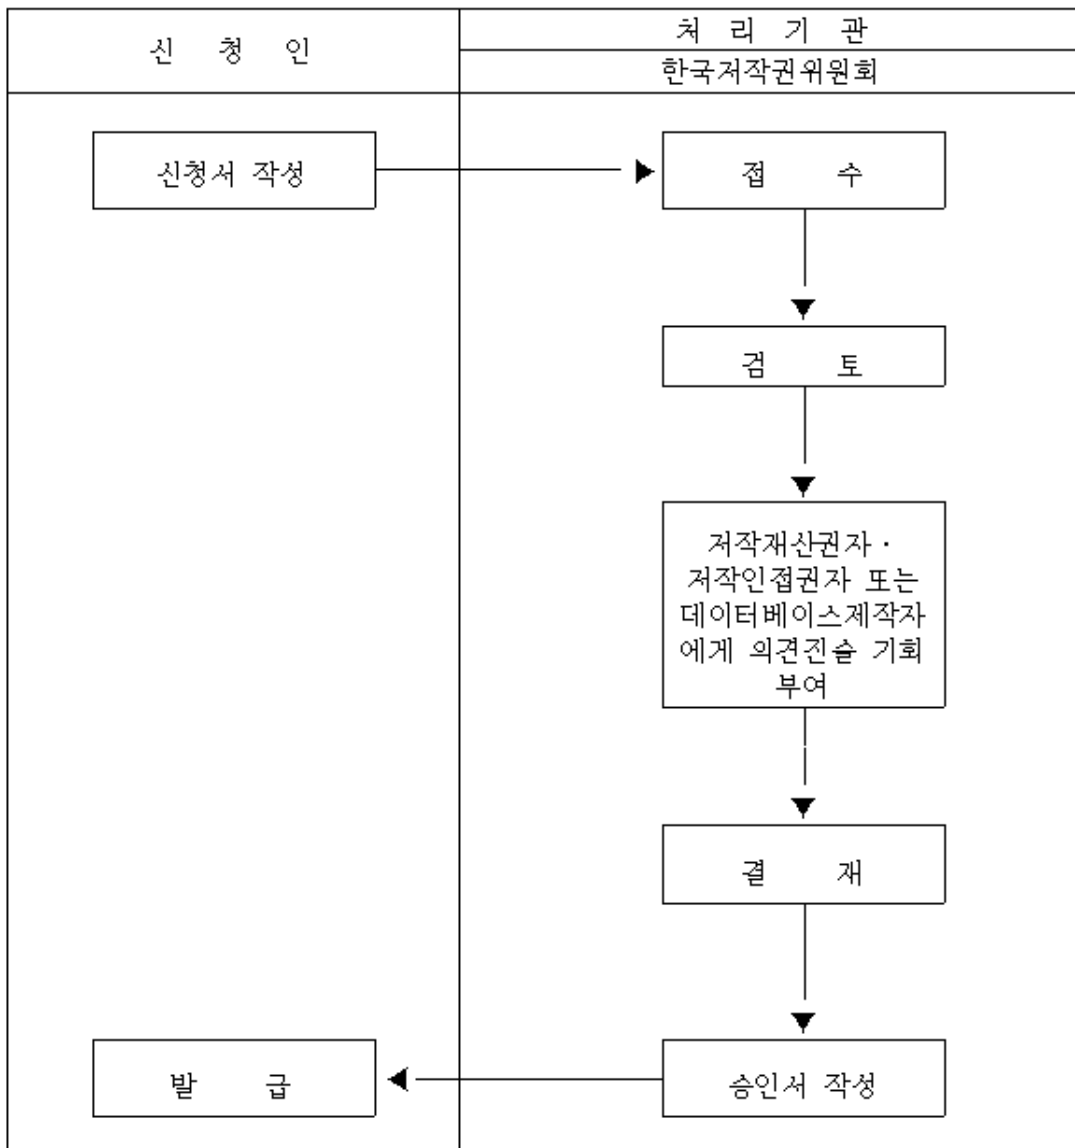 신 청 인
처 리 기 관
한국저작권위원회
신청서 작성
접 수
검 토
저작재산권자ㆍ
저작인접권자 또는
데이터베이스제작자
에게 의견진술 기회
부여
결 재
승인서 작성
발 급